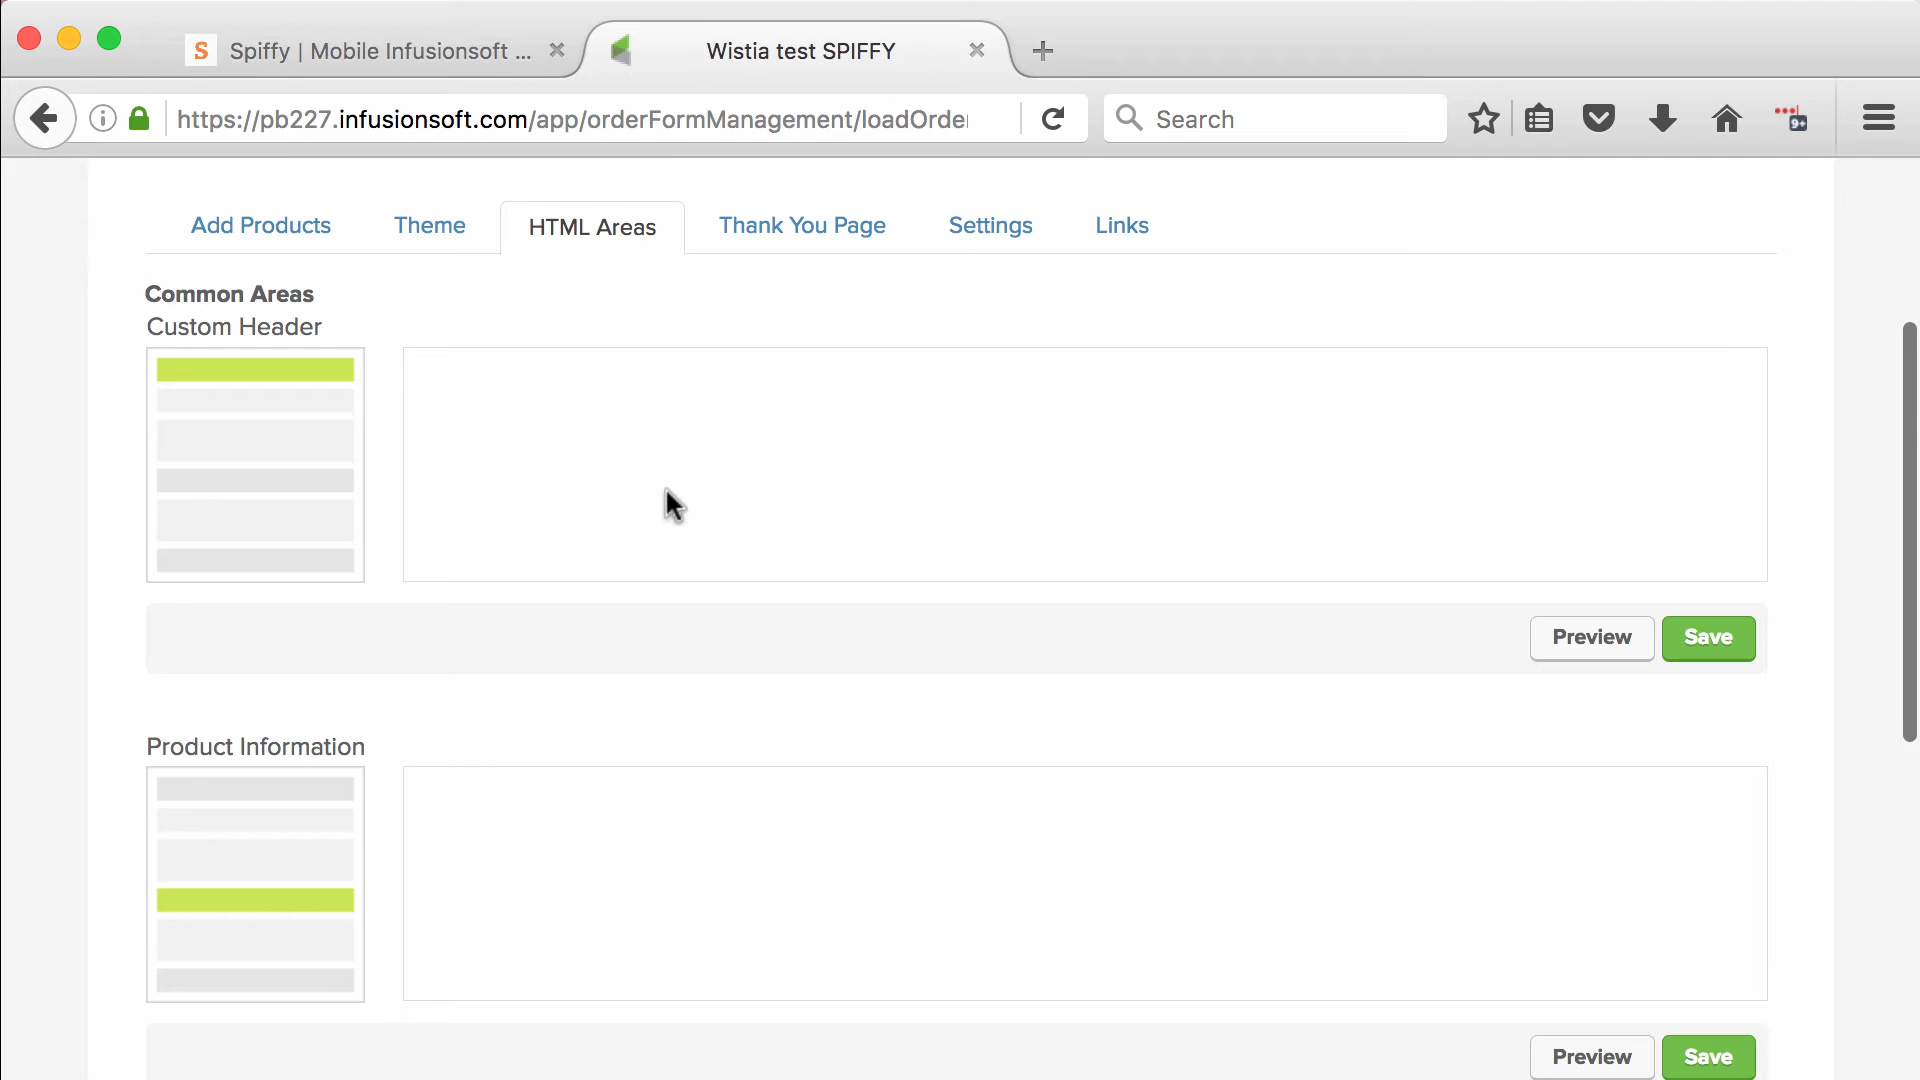 S Spiffy | Mobile Infusionsoft ...
Wistia test SPIFFY
https://pb227.infusionsoft.com/app/orderFormManagement/loadOrde
Search
9+
Add Products
Theme
HTML Areas
Thank You Page
Settings
Links
Common Areas
Custom Header
Preview
Save
Product Information
Preview
Save